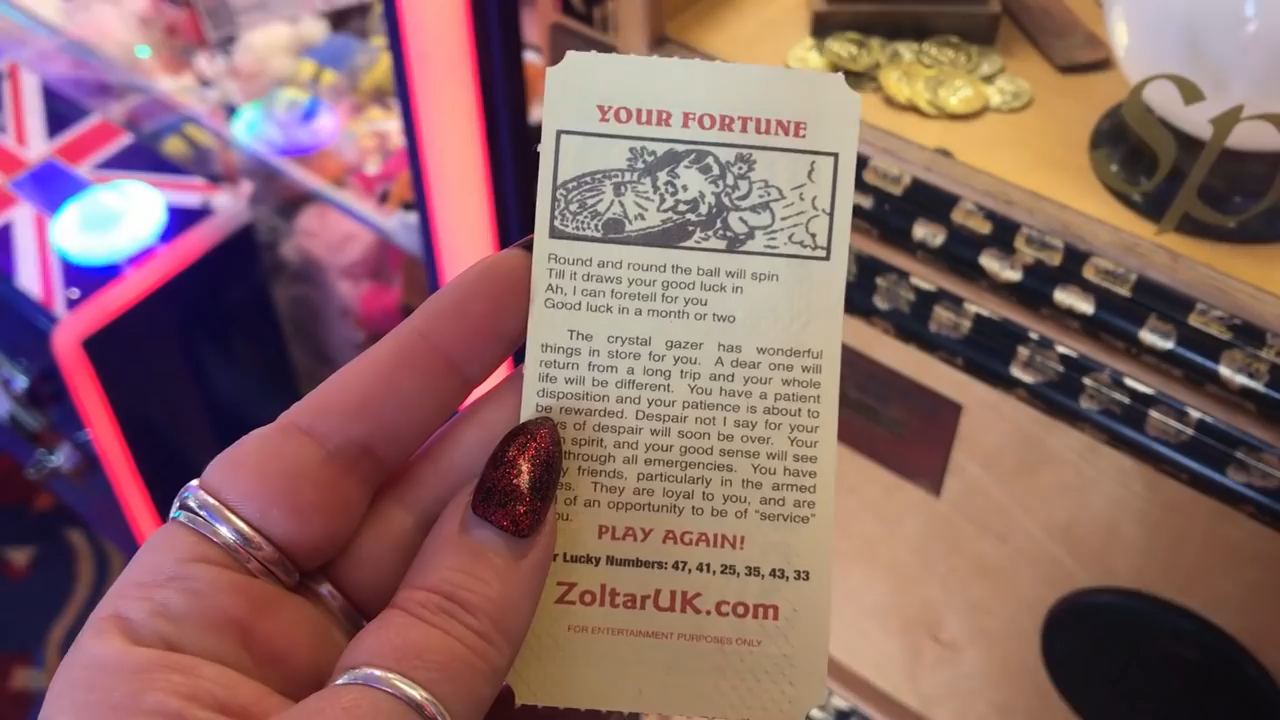 YOUR FORTUNE
Round and round the ball will spin
Till it draws your good luck in
Ah, I can foretell for you
Good luck in a month or two
The crystal gazer has wonderful
things in store for you. A dear one will
return from a long trip and your whole
life will be different. You have a patient
disposition and your patience is about to
be rewarded. Despair not I say for your
ys of despair will soon be over. Your
n spirit, and your good sense will see
through all emergencies. You have
y friends, particularly in the armed
es. They are loyal to you, and are
l of an opportunity to be of "service"
ou.
PLAY AGAIN!
r Lucky Numbers: 47, 41, 25, 35, 43, 33
ZoltarUK.com
FOR ENTERTAINMENT PURPOSES ONLY
sp